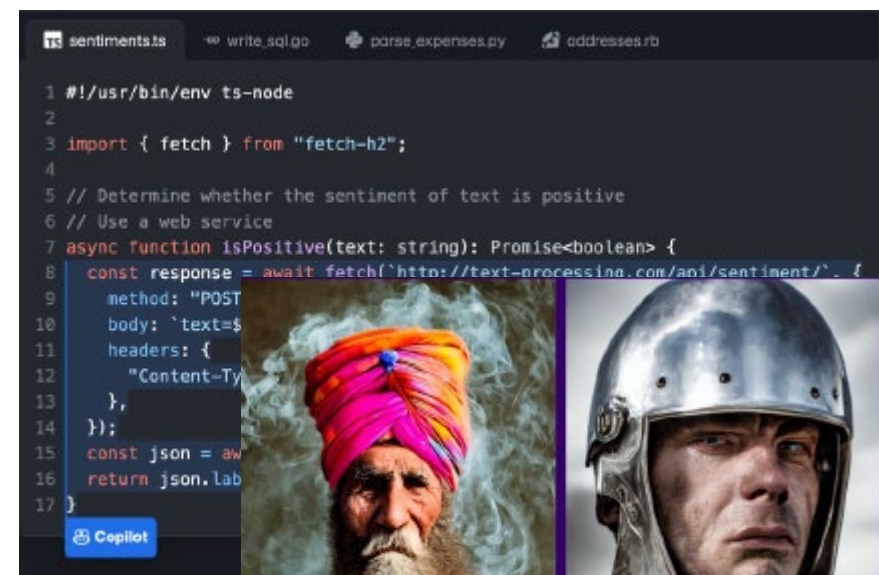 TS sentiments.ts write_sql.go parse_expenses.py addresses.rb
1 #!/usr/bin/env ts-node
2
3 import { fetch } from "fetch-h2";
4
5 // Determine whether the sentiment of text is positive
6 // Use a web service
7 async function isPositive(text: string): Promise<boolean> {
8 const response = await fetch(`http://text-processing.com/api/sentiment/`, {
9 method: "POST
10 body: `text=$
11 headers: {
12 "Content-Ty
13 },
14 });
15 const json = aw
16 return json.lab
17 }
Copilot